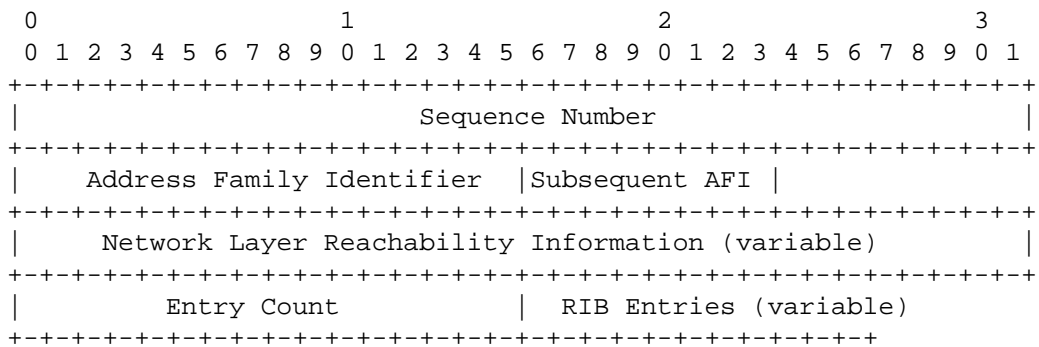 0                   1                   2                   3
 0 1 2 3 4 5 6 7 8 9 0 1 2 3 4 5 6 7 8 9 0 1 2 3 4 5 6 7 8 9 0 1
+-+-+-+-+-+-+-+-+-+-+-+-+-+-+-+-+-+-+-+-+-+-+-+-+-+-+-+-+-+-+-+-+
|                         Sequence Number                       |
+-+-+-+-+-+-+-+-+-+-+-+-+-+-+-+-+-+-+-+-+-+-+-+-+-+-+-+-+-+-+-+-+
|    Address Family Identifier  |Subsequent AFI |
+-+-+-+-+-+-+-+-+-+-+-+-+-+-+-+-+-+-+-+-+-+-+-+-+-+-+-+-+-+-+-+-+
|     Network Layer Reachability Information (variable)         |
+-+-+-+-+-+-+-+-+-+-+-+-+-+-+-+-+-+-+-+-+-+-+-+-+-+-+-+-+-+-+-+-+
|         Entry Count           |  RIB Entries (variable)
+-+-+-+-+-+-+-+-+-+-+-+-+-+-+-+-+-+-+-+-+-+-+-+-+-+-+-+